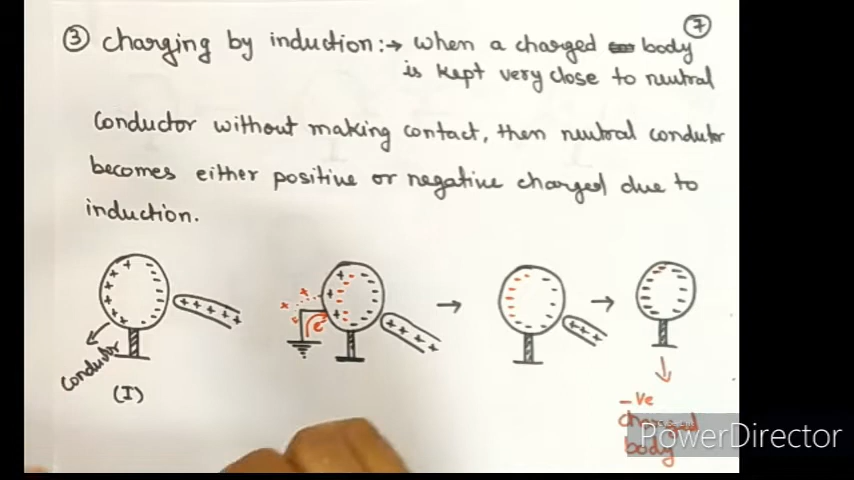 7
③ charging by induction:→ when a charged body
is kept very close to neutral
conductor without making contact, then neutral conductor
becomes either positive or negative charged due to
induction.
e⁻
conductor
(I)
-ve
charged
body
PowerDirector